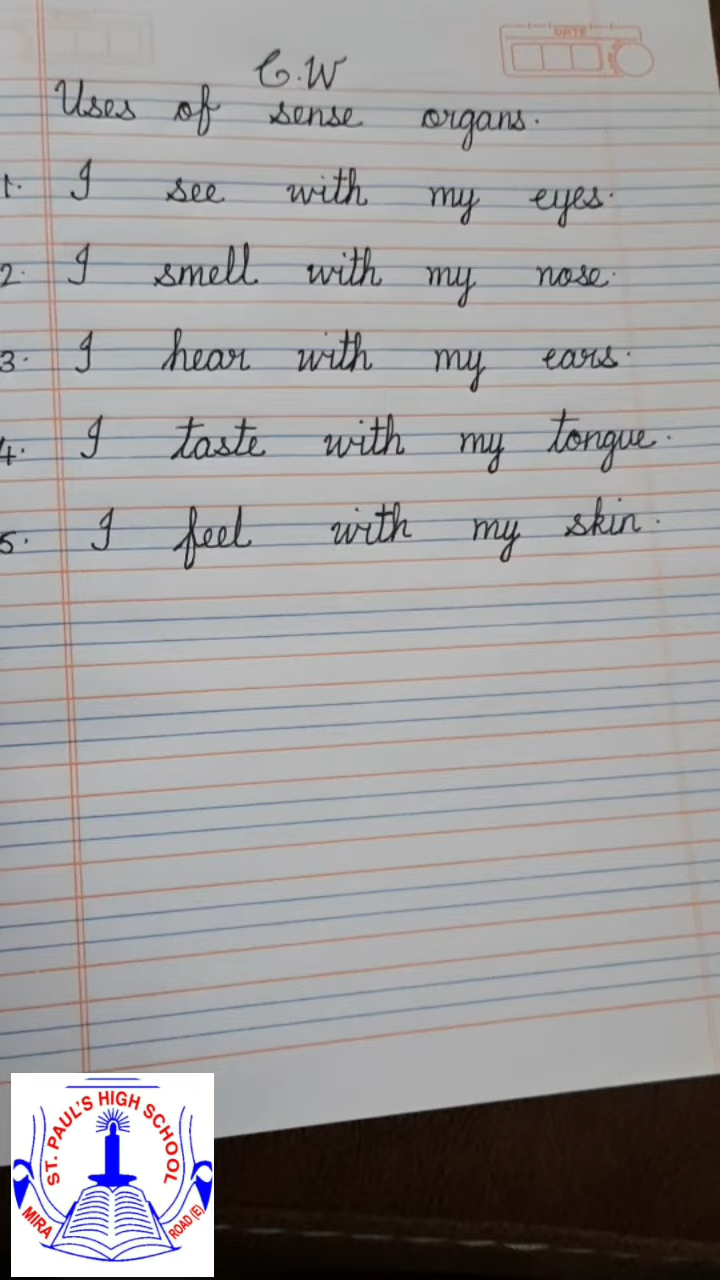 DATE
C.W
Uses of sense organs.
1. I see with my eyes.
2. I smell with my nose.
3. I hear with my ears.
4. I taste with my tongue.
5. I feel with my skin.
ST. PAUL'S HIGH SCHOOL
MIRA ROAD (E)